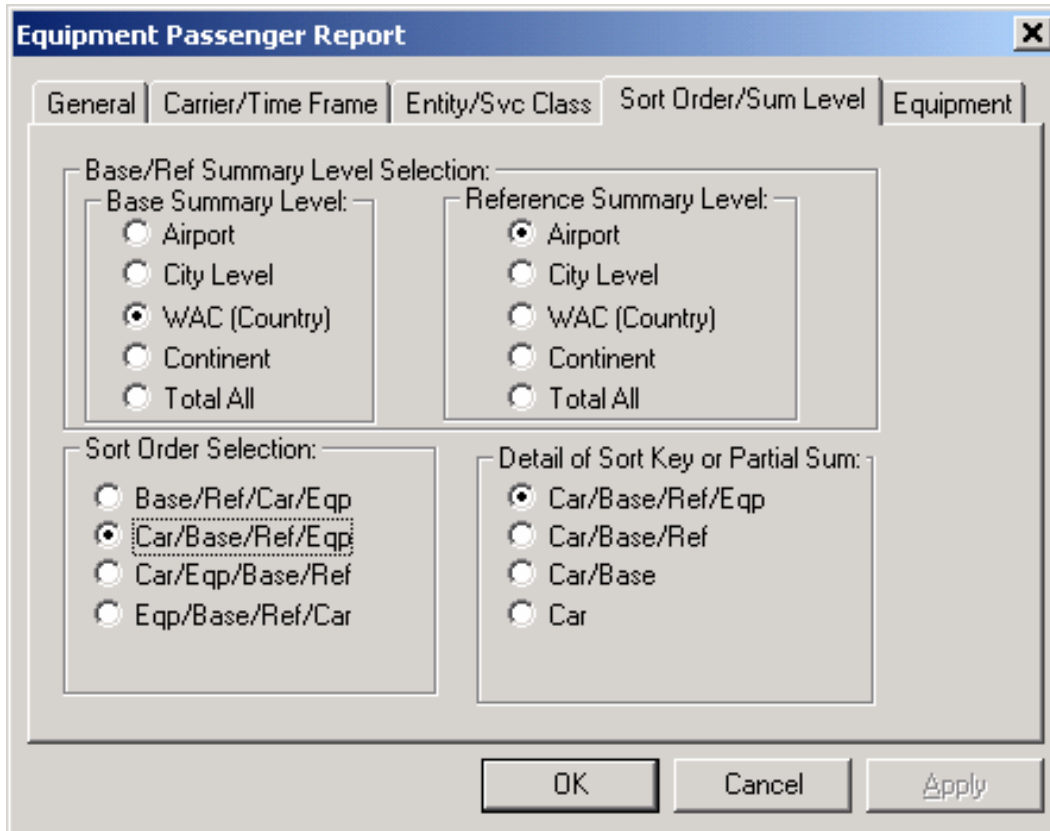 Equipment Passenger Report
General
Carrier/Time Frame
Entity/Svc Class
Sort Order/Sum Level
Equipment
Base/Ref Summary Level Selection:
Base Summary Level:
Airport
City Level
WAC (Country)
Continent
Total All
Reference Summary Level:
Airport
City Level
WAC (Country)
Continent
Total All
Sort Order Selection:
Base/Ref/Car/Eqp
Car/Base/Ref/Eqp
Car/Eqp/Base/Ref
Eqp/Base/Ref/Car
Detail of Sort Key or Partial Sum:
Car/Base/Ref/Eqp
Car/Base/Ref
Car/Base
Car
OK
Cancel
Apply